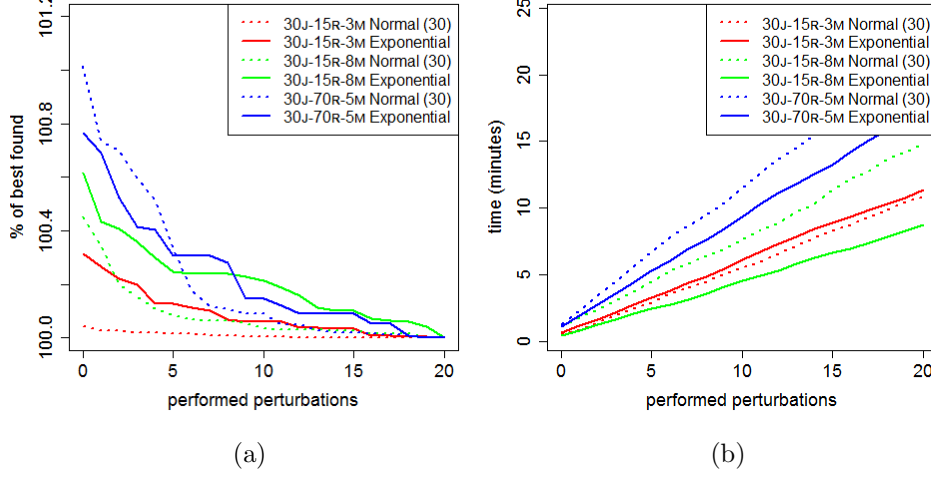 101.2
100.8
100.4
100.0
% of best found
30J-15R-3M Normal (30)
30J-15R-3M Exponential
30J-15R-8M Normal (30)
30J-15R-8M Exponential
30J-70R-5M Normal (30)
30J-70R-5M Exponential
0 5 10 15 20
performed perturbations
(a)
25
20
15
10
5
0
time (minutes)
30J-15R-3M Normal (30)
30J-15R-3M Exponential
30J-15R-8M Normal (30)
30J-15R-8M Exponential
30J-70R-5M Normal (30)
30J-70R-5M Exponential
0 5 10 15 20
performed perturbations
(b)